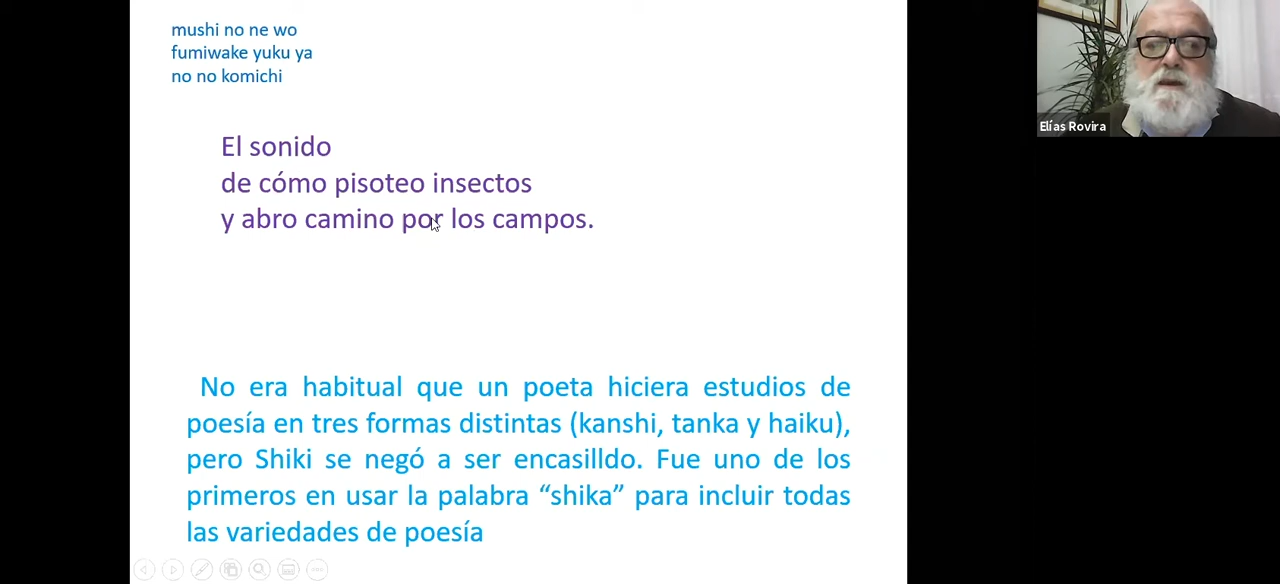 mushi no ne wo
fumiwake yuku ya
no no komichi
El sonido
de cómo pisoteo insectos
y abro camino por los campos.
No era habitual que un poeta hiciera estudios de
poesía en tres formas distintas (kanshi, tanka y haiku),
pero Shiki se negó a ser encasilldo. Fue uno de los
primeros en usar la palabra “shika” para incluir todas
las variedades de poesía
Elías Rovira